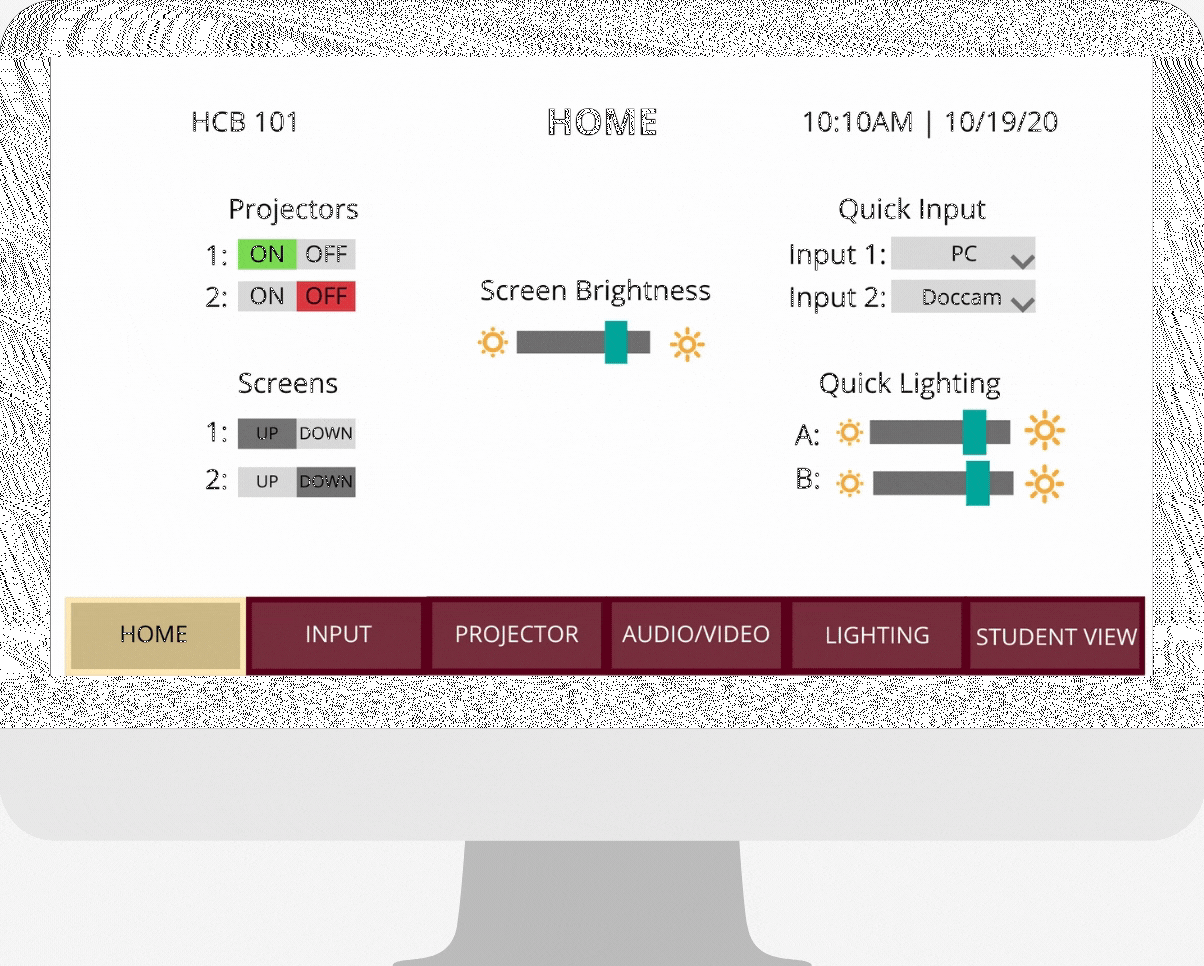 HCB 101
HOME
10:10AM | 10/19/20
Projectors
1: ON OFF
2: ON OFF
Screens
1: UP DOWN
2: UP DOWN
Screen Brightness
Quick Input
Input 1: PC
Input 2: Doccam
Quick Lighting
A:
B:
HOME
INPUT
PROJECTOR
AUDIO/VIDEO
LIGHTING
STUDENT VIEW